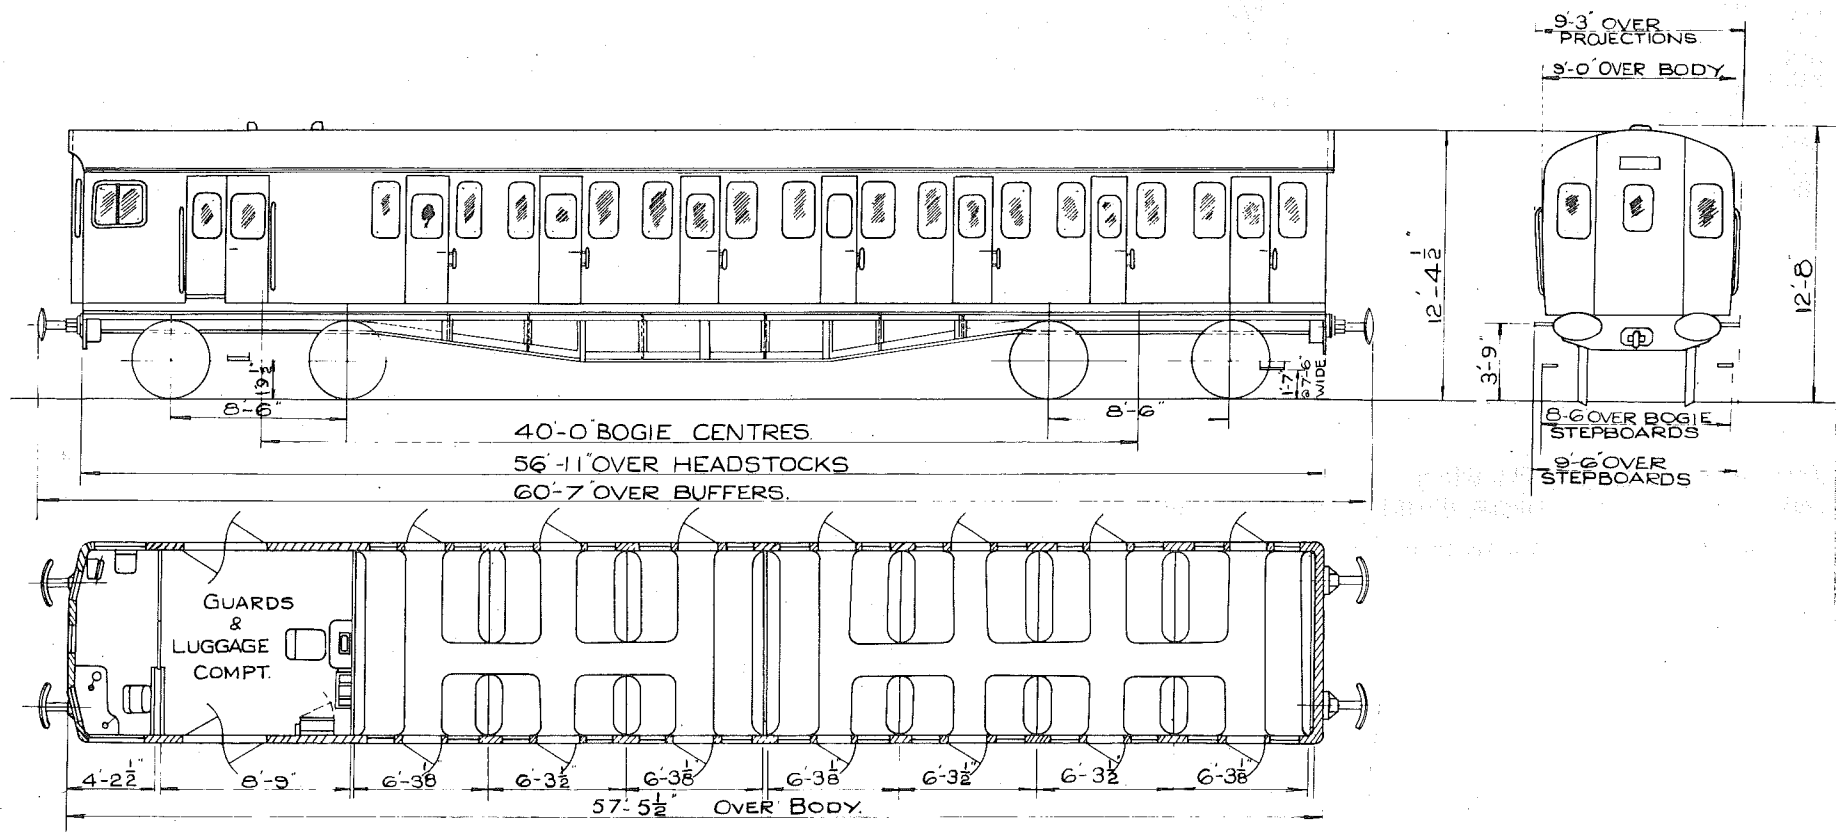 9'-3" OVER
PROJECTIONS.
9'-0" OVER BODY
12'-4½"
12'-8"
3'-9"
1'-9½"
1'-7"
@7'-6"
WIDE
8'-6"
8'-6"
8'-6 OVER BOGIE
STEPBOARDS
40'-0" BOGIE CENTRES.
56'-11" OVER HEADSTOCKS
9'-6" OVER
STEPBOARDS
60'-7" OVER BUFFERS.
GUARDS
&
LUGGAGE
COMPT.
4'-2½"
8'-9"
6'-3⅛"
6'-3½"
6'-3⅛"
6'-3⅛"
6'-3½"
6'-3½"
6'-3⅛"
57'-5½" OVER BODY.